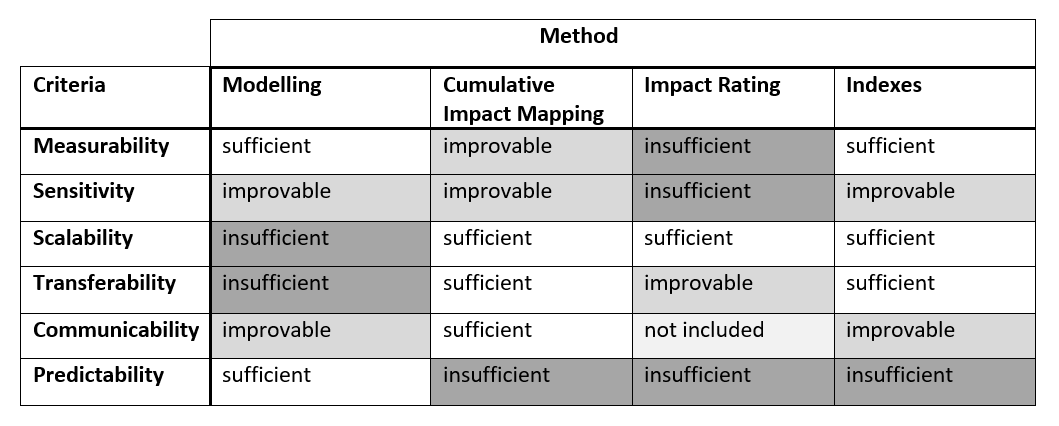 Method
Criteria Modelling Cumulative Impact Rating Indexes
Impact Mapping
Measurability sufficient improvable insufficient sufficient
Sensitivity improvable improvable insufficient improvable
Scalability insufficient sufficient sufficient sufficient
Transferability insufficient sufficient improvable sufficient
Communicability improvable sufficient not included improvable
Predictability sufficient insufficient insufficient insufficient